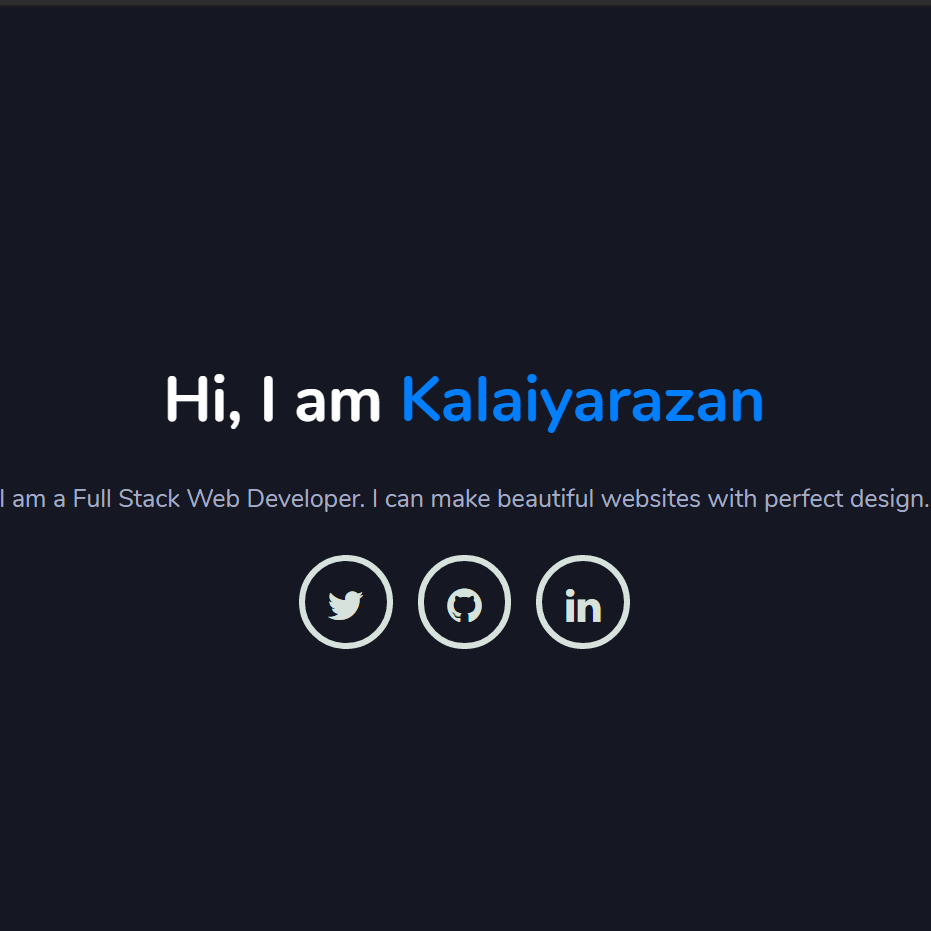 Hi, I am Kalaiyarazan
I am a Full Stack Web Developer. I can make beautiful websites with perfect design.
in